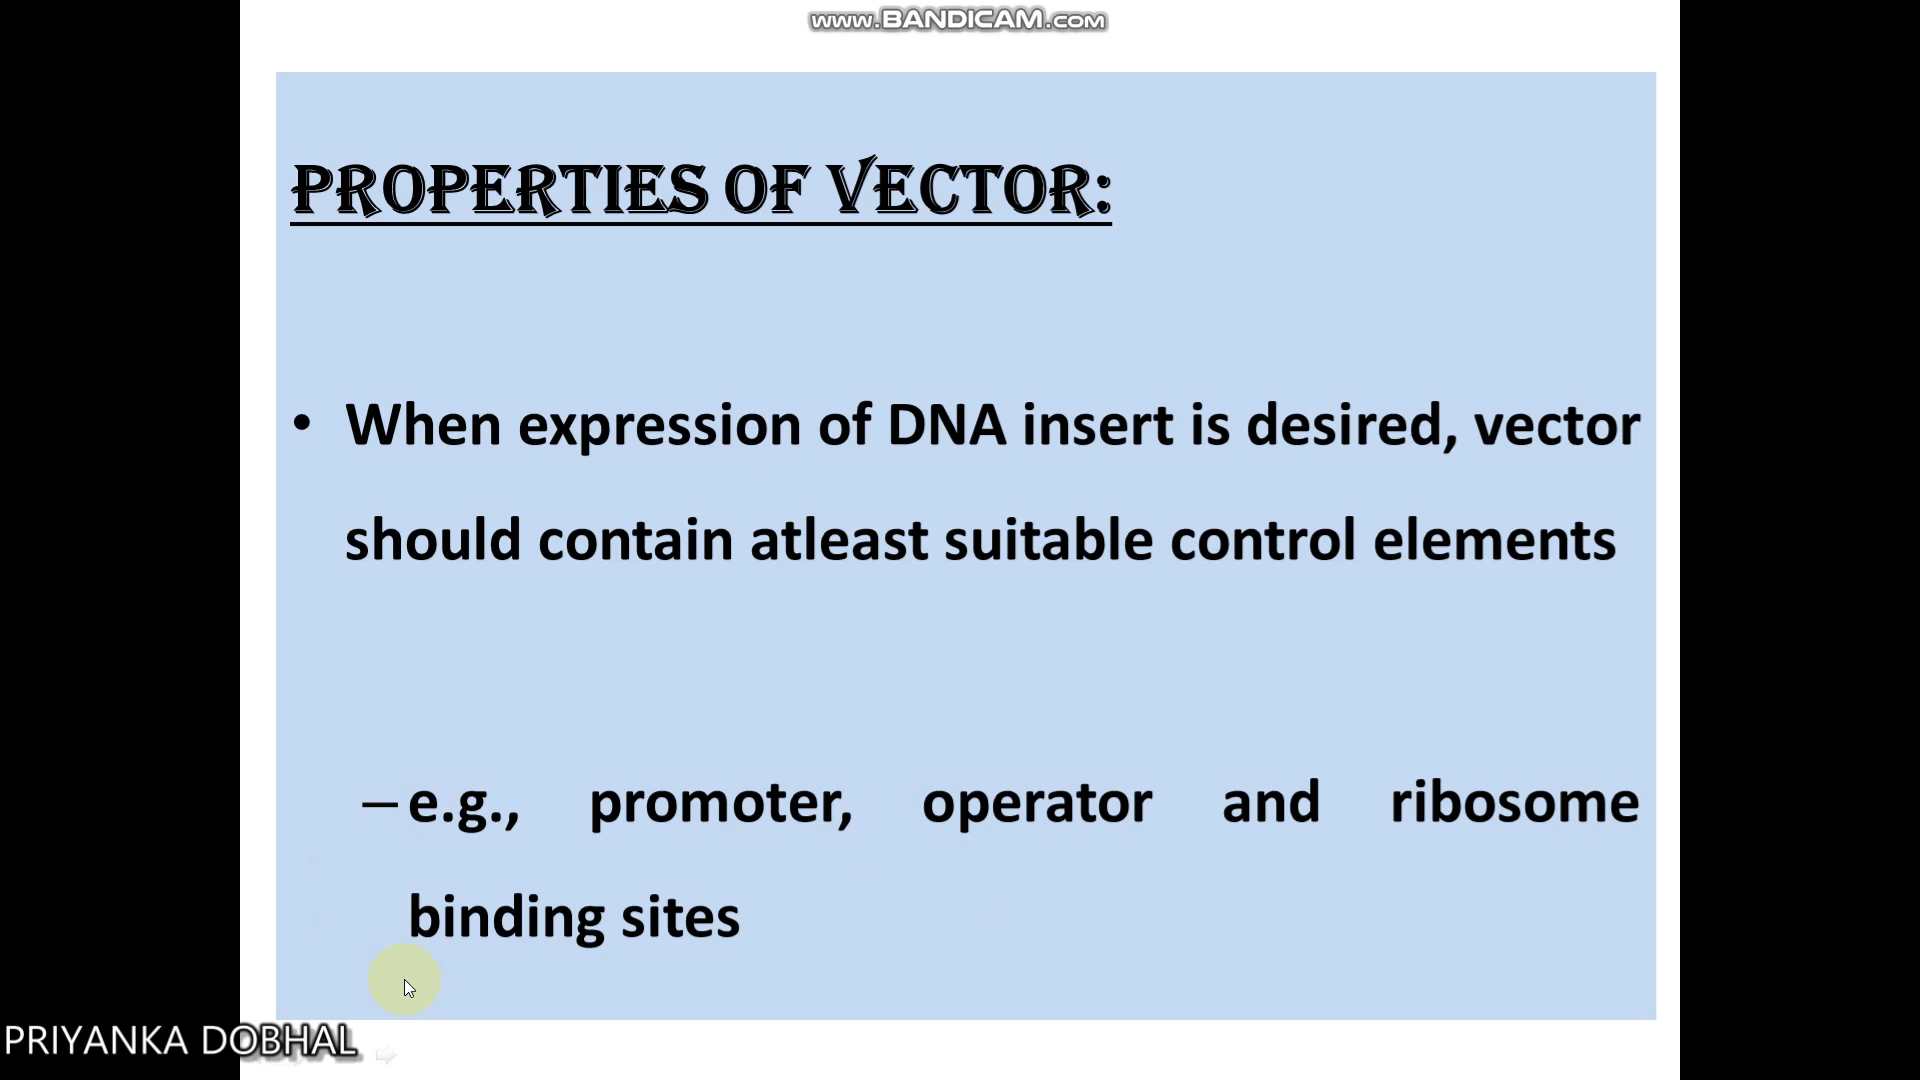 www.BANDICAM.com
PROPERTIES OF VECTOR:
• When expression of DNA insert is desired, vector
should contain atleast suitable control elements
– e.g., promoter, operator and ribosome
binding sites
PRIYANKA DOBHAL